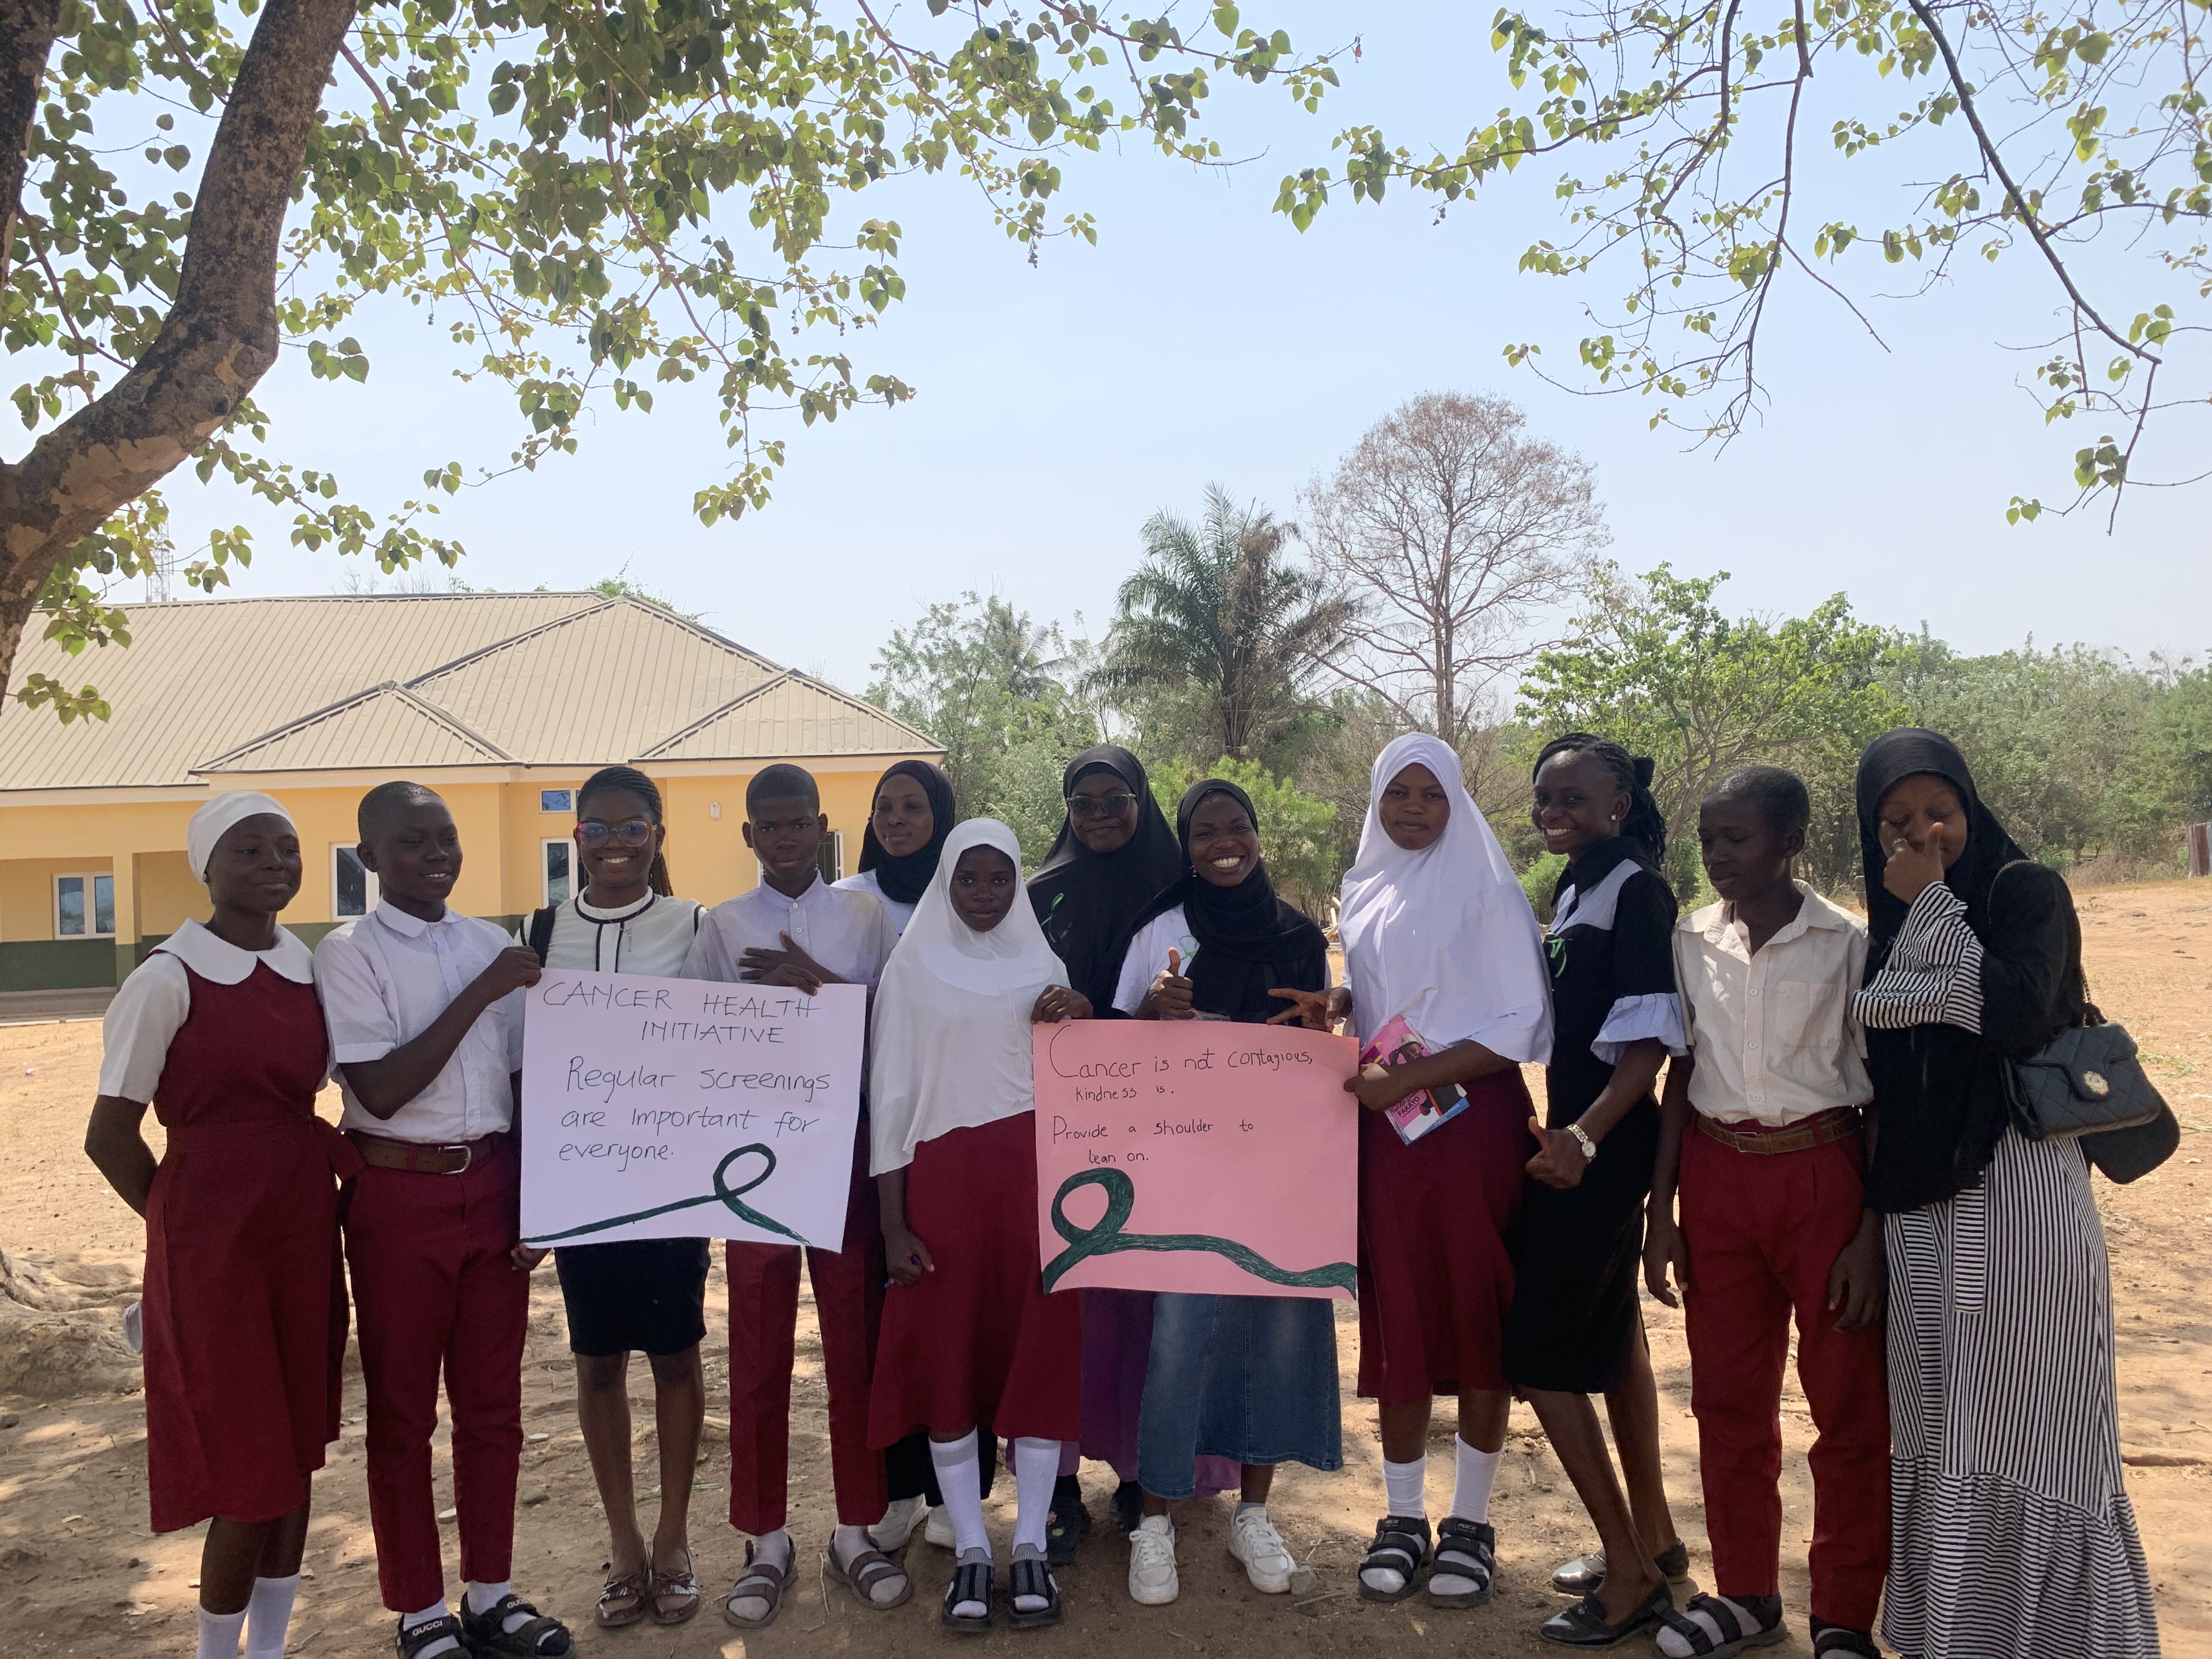 CANCER HEALTH
INITIATIVE
Regular screenings
are important for
everyone.
Cancer is not contagious,
kindness is.
Provide a shoulder to
lean on.
GUCCI
GUCCI